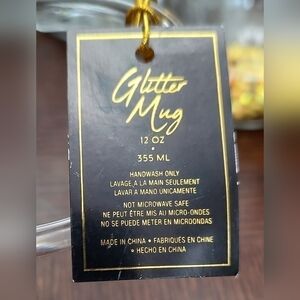 Glitter
Mug
12 OZ
•
355 ML
HANDWASH ONLY
LAVAGE A LA MAIN SEULEMENT
LAVAR A MANO UNICAMENTE
NOT MICROWAVE SAFE
NE PEUT ÊTRE MIS AU MICRO-ONDES
NO SE PUEDE METER EN MICROONDAS
MADE IN CHINA • FABRIQUES EN CHINE
• HECHO EN CHINA